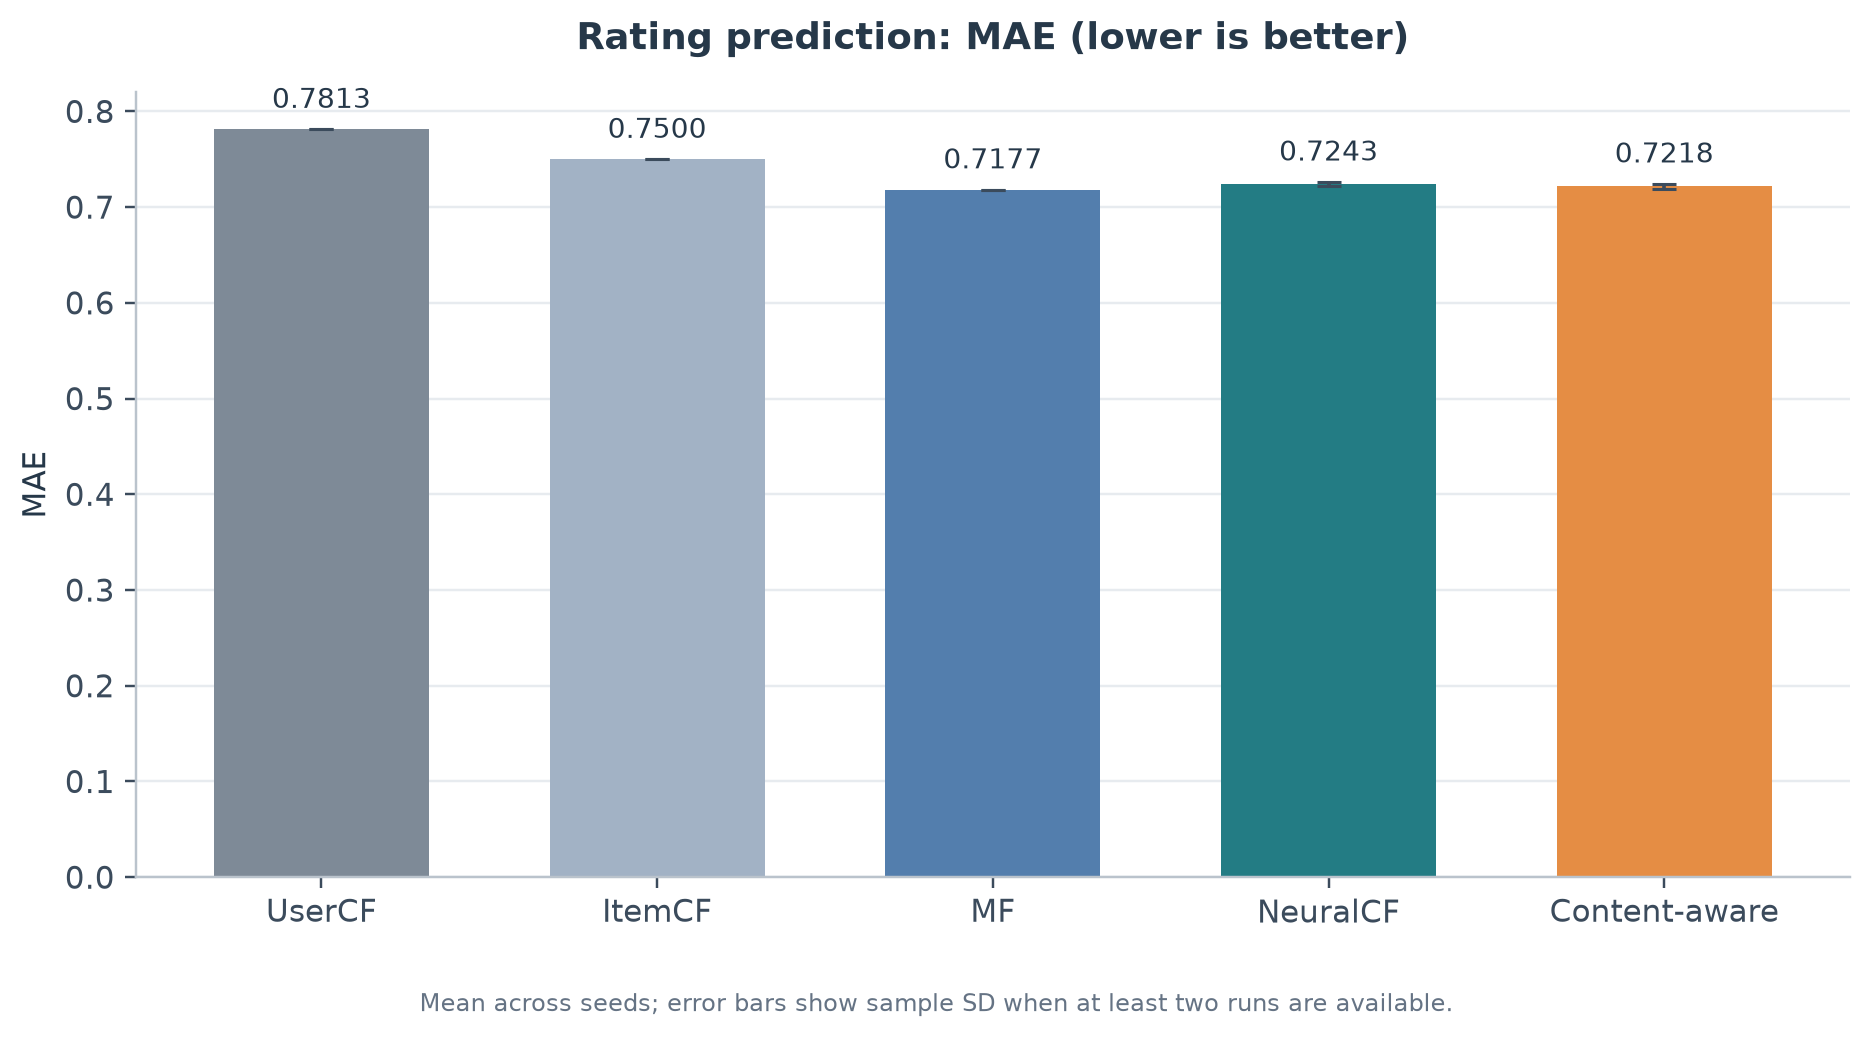 Rating prediction: MAE (lower is better)
MAE
0.8
0.7
0.6
0.5
0.4
0.3
0.2
0.1
0.0
0.7813
0.7500
0.7177
0.7243
0.7218
UserCF
ItemCF
MF
NeuralCF
Content-aware
Mean across seeds; error bars show sample SD when at least two runs are available.